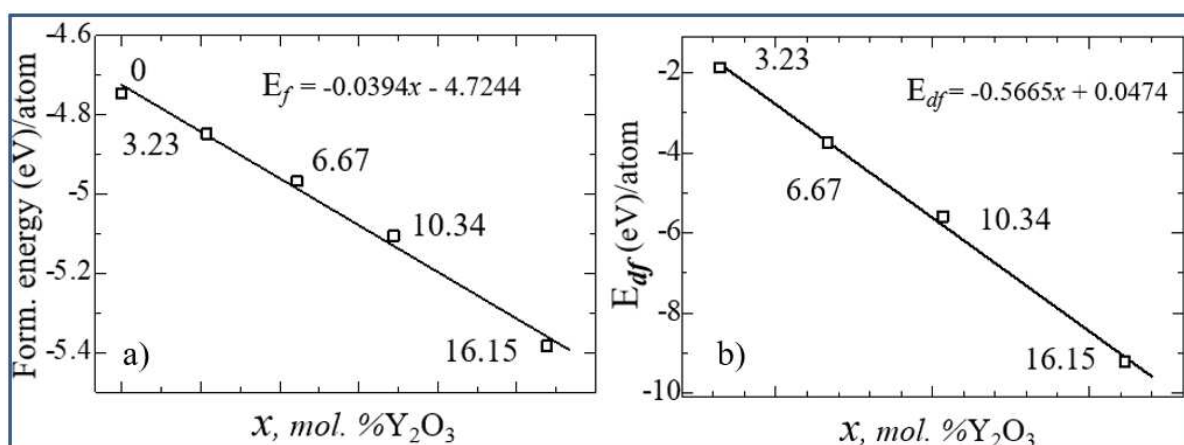 Form. energy (eV)/atom
-4.6
-4.8
-5
-5.2
-5.4
0
3.23
6.67
10.34
16.15
E_f = -0.0394x - 4.7244
a)
x, mol. %Y₂O₃
E_df (eV)/atom
-2
-4
-6
-8
-10
3.23
6.67
10.34
16.15
E_df = -0.5665x + 0.0474
b)
x, mol. %Y₂O₃